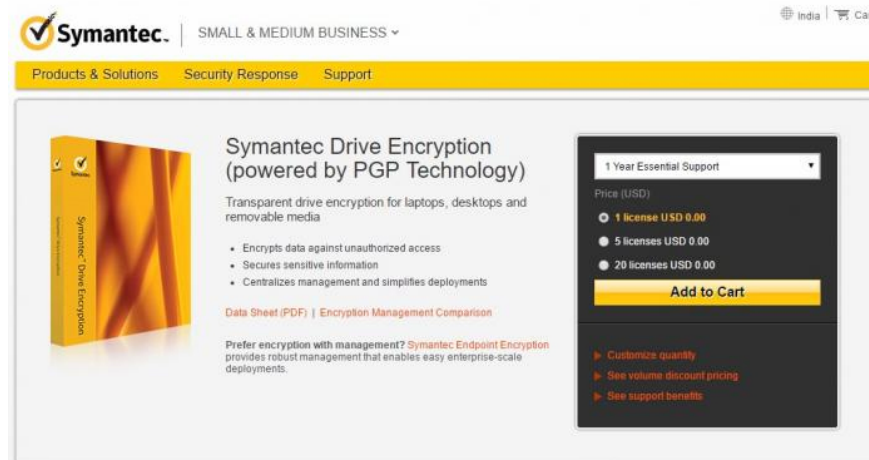 Symantec.
SMALL & MEDIUM BUSINESS
India
Products & Solutions
Security Response
Support
Symantec
Symantec™ Drive Encryption
Symantec Drive Encryption
(powered by PGP Technology)
Transparent drive encryption for laptops, desktops and
removable media
Encrypts data against unauthorized access
Secures sensitive information
Centralizes management and simplifies deployments
Data Sheet (PDF) | Encryption Management Comparison
Prefer encryption with management? Symantec Endpoint Encryption
provides robust management that enables easy enterprise-scale
deployments.
1 Year Essential Support
Price (USD)
1 license USD 0.00
5 licenses USD 0.00
20 licenses USD 0.00
Add to Cart
Customize quantity
See volume discount pricing
See support benefits